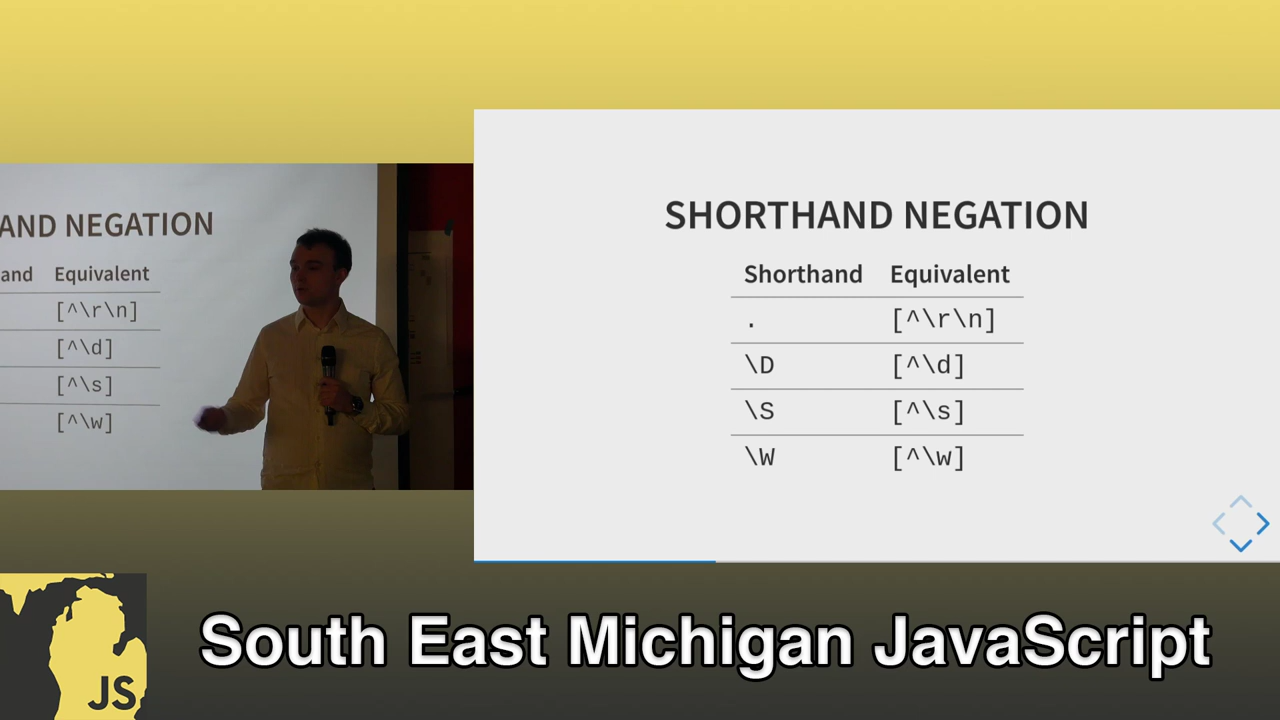 AND NEGATION
and Equivalent
[^\r\n]
[^\d]
[^\s]
[^\w]
SHORTHAND NEGATION
Shorthand Equivalent
. [^\r\n]
\D [^\d]
\S [^\s]
\W [^\w]
JS
South East Michigan JavaScript